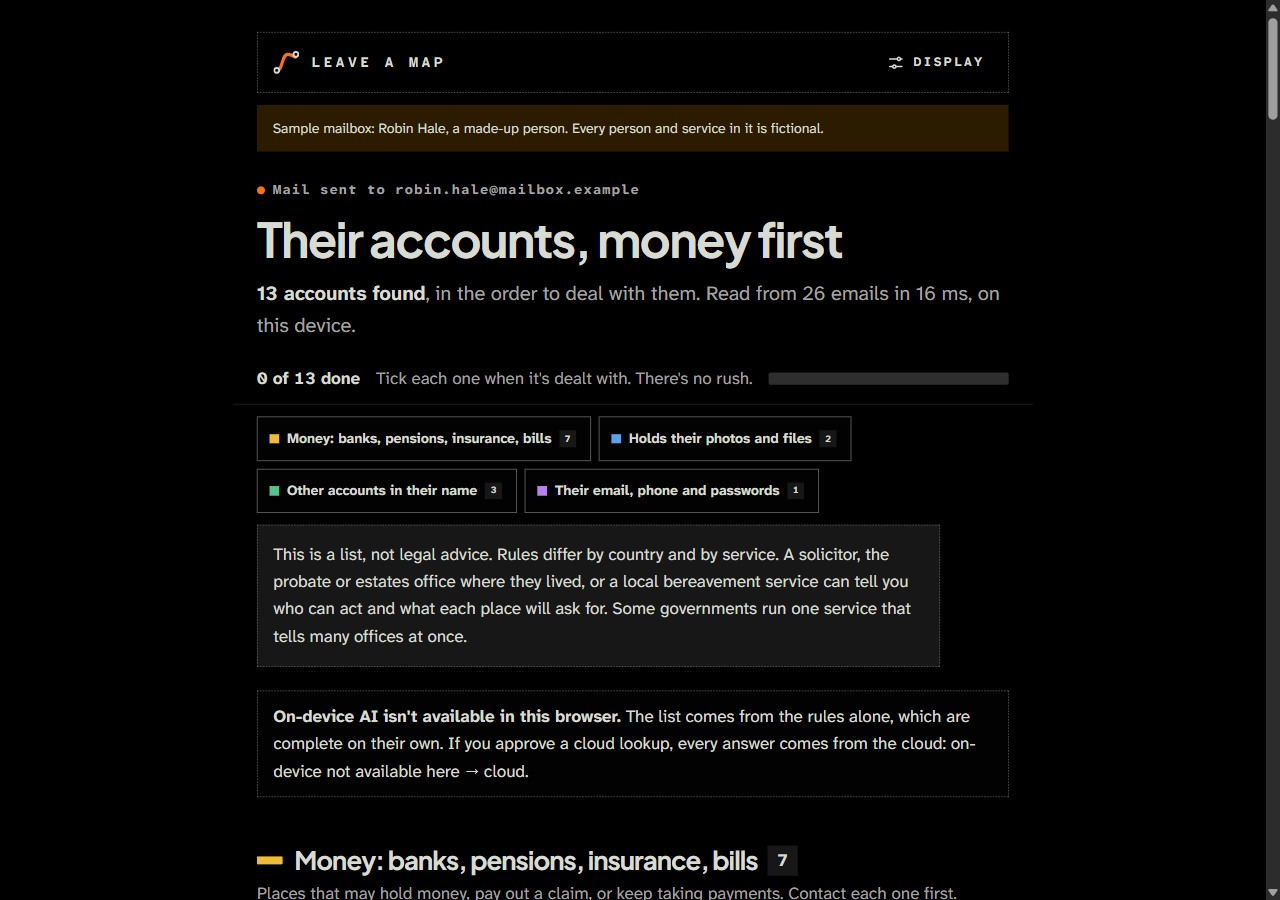 LEAVE A MAP
DISPLAY
Sample mailbox: Robin Hale, a made-up person. Every person and service in it is fictional.
Mail sent to robin.hale@mailbox.example
Their accounts, money first
13 accounts found, in the order to deal with them. Read from 26 emails in 16 ms, on
this device.
0 of 13 done Tick each one when it's dealt with. There's no rush.
Money: banks, pensions, insurance, bills 7
Holds their photos and files 2
Other accounts in their name 3
Their email, phone and passwords 1
This is a list, not legal advice. Rules differ by country and by service. A solicitor, the
probate or estates office where they lived, or a local bereavement service can tell you
who can act and what each place will ask for. Some governments run one service that
tells many offices at once.
On-device AI isn't available in this browser. The list comes from the rules alone, which are
complete on their own. If you approve a cloud lookup, every answer comes from the cloud: on-
device not available here → cloud.
Money: banks, pensions, insurance, bills 7
Places that may hold money, pay out a claim, or keep taking payments. Contact each one first.